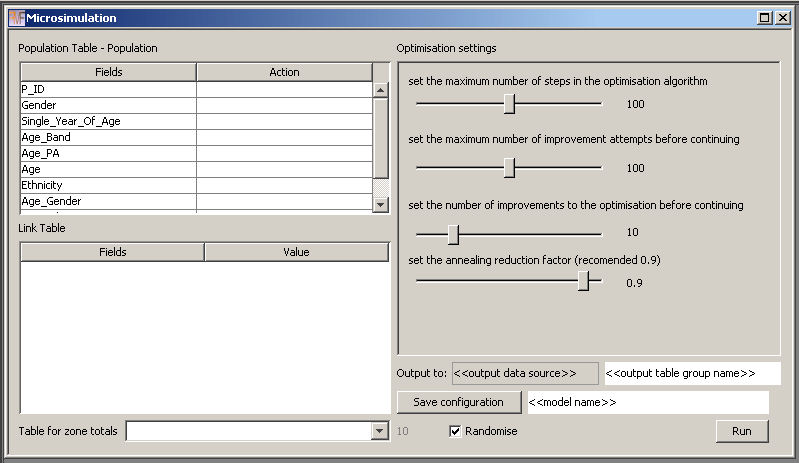 Microsimulation
Population Table - Population
Fields Action
P_ID
Gender
Single_Year_Of_Age
Age_Band
Age_PA
Age
Ethnicity
Age_Gender
Link Table
Fields Value
Table for zone totals
Optimisation settings
set the maximum number of steps in the optimisation algorithm
100
set the maximum number of improvement attempts before continuing
100
set the number of improvements to the optimisation before continuing
10
set the annealing reduction factor (recomended 0.9)
0.9
Output to: <<output data source>> <<output table group name>>
Save configuration <<model name>>
10 Randomise Run